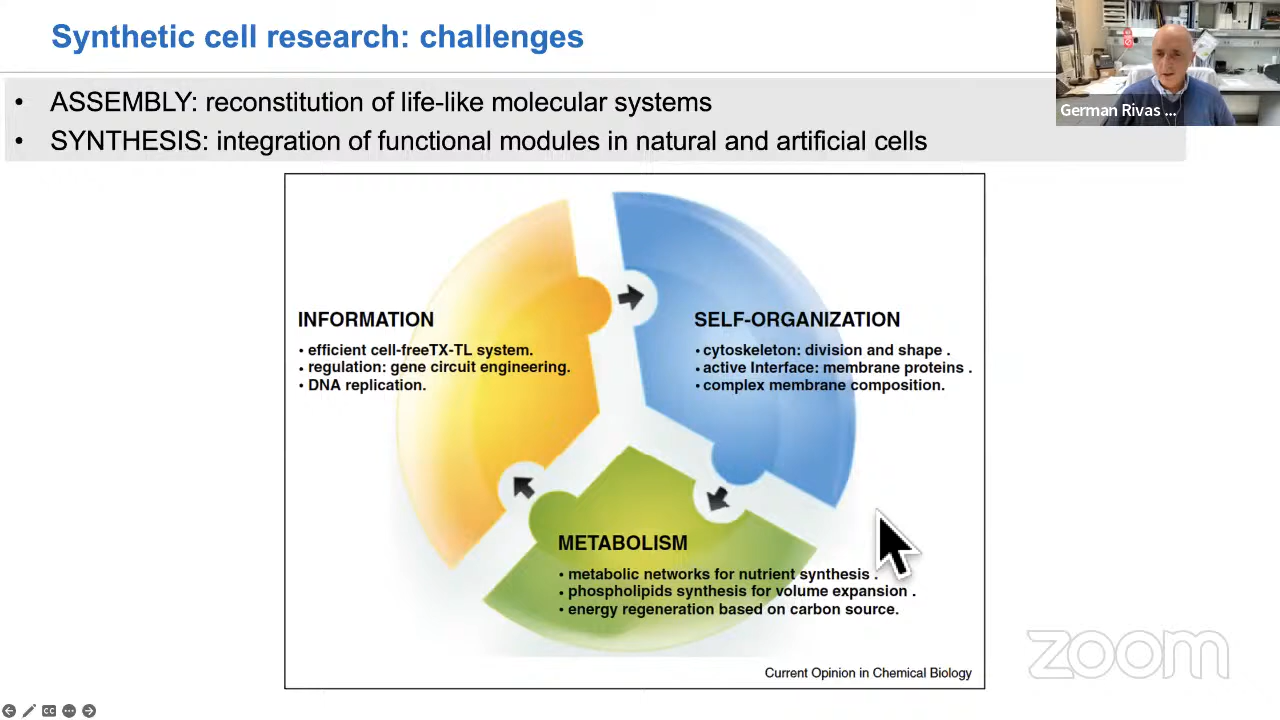 Synthetic cell research: challenges
• ASSEMBLY: reconstitution of life-like molecular systems
• SYNTHESIS: integration of functional modules in natural and artificial cells
German Rivas ...
INFORMATION
• efficient cell-freeTX-TL system.
• regulation: gene circuit engineering.
• DNA replication.
SELF-ORGANIZATION
• cytoskeleton: division and shape .
• active Interface: membrane proteins .
• complex membrane composition.
METABOLISM
• metabolic networks for nutrient synthesis .
• phospholipids synthesis for volume expansion .
• energy regeneration based on carbon source.
Current Opinion in Chemical Biology
zoom
CC